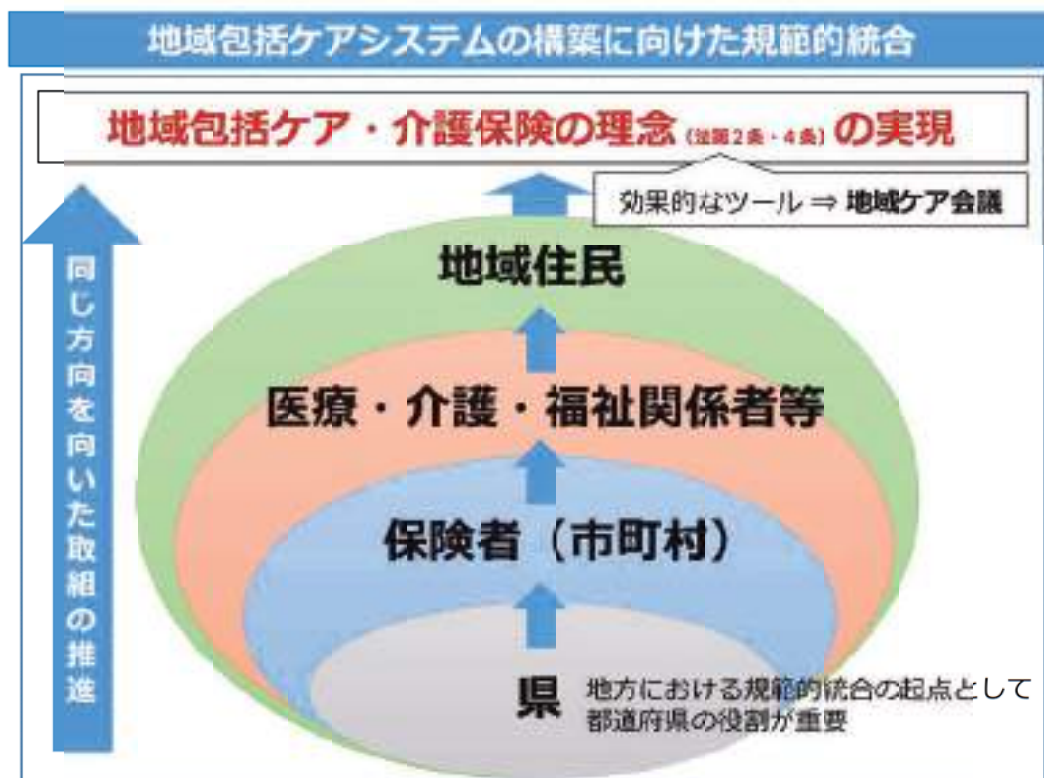 地域包括ケアシステムの構築に向けた規範的統合
地域包括ケア・介護保険の理念(法第2条・4条)の実現
効果的なツール ⇒ 地域ケア会議
同じ方向を向いた取組の推進
地域住民
医療・介護・福祉関係者等
保険者（市町村）
県
地方における規範的統合の起点として
都道府県の役割が重要